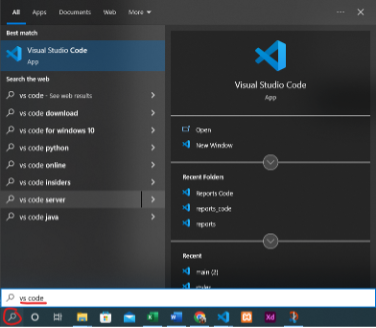 All Apps Documents Web More
Best match
Visual Studio Code
App
Search the web
vs code - See web results
vs code download
vs code for windows 10
vs code python
vs code online
vs code insiders
vs code server
vs code java
Visual Studio Code
App
Open
New Window
Recent Folders
Reports Code
reports_code
reports
Recent
main (2)
vs code
Xd